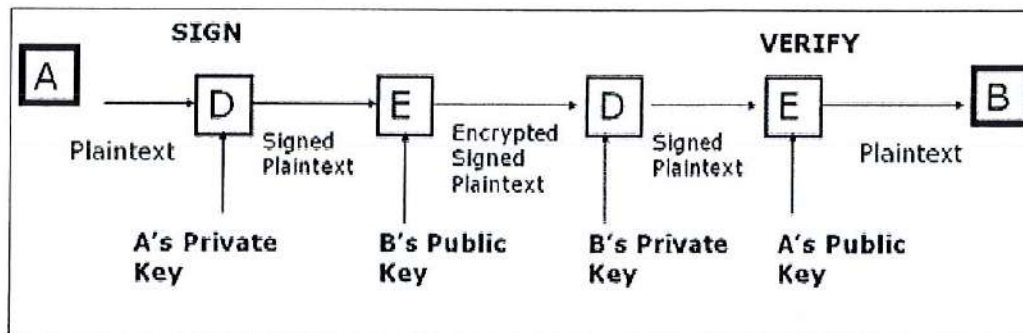 SIGN
VERIFY
A
D
E
D
E
B
Plaintext
Signed
Plaintext
Encrypted
Signed
Plaintext
Signed
Plaintext
Plaintext
A's Private
Key
B's Public
Key
B's Private
Key
A's Public
Key